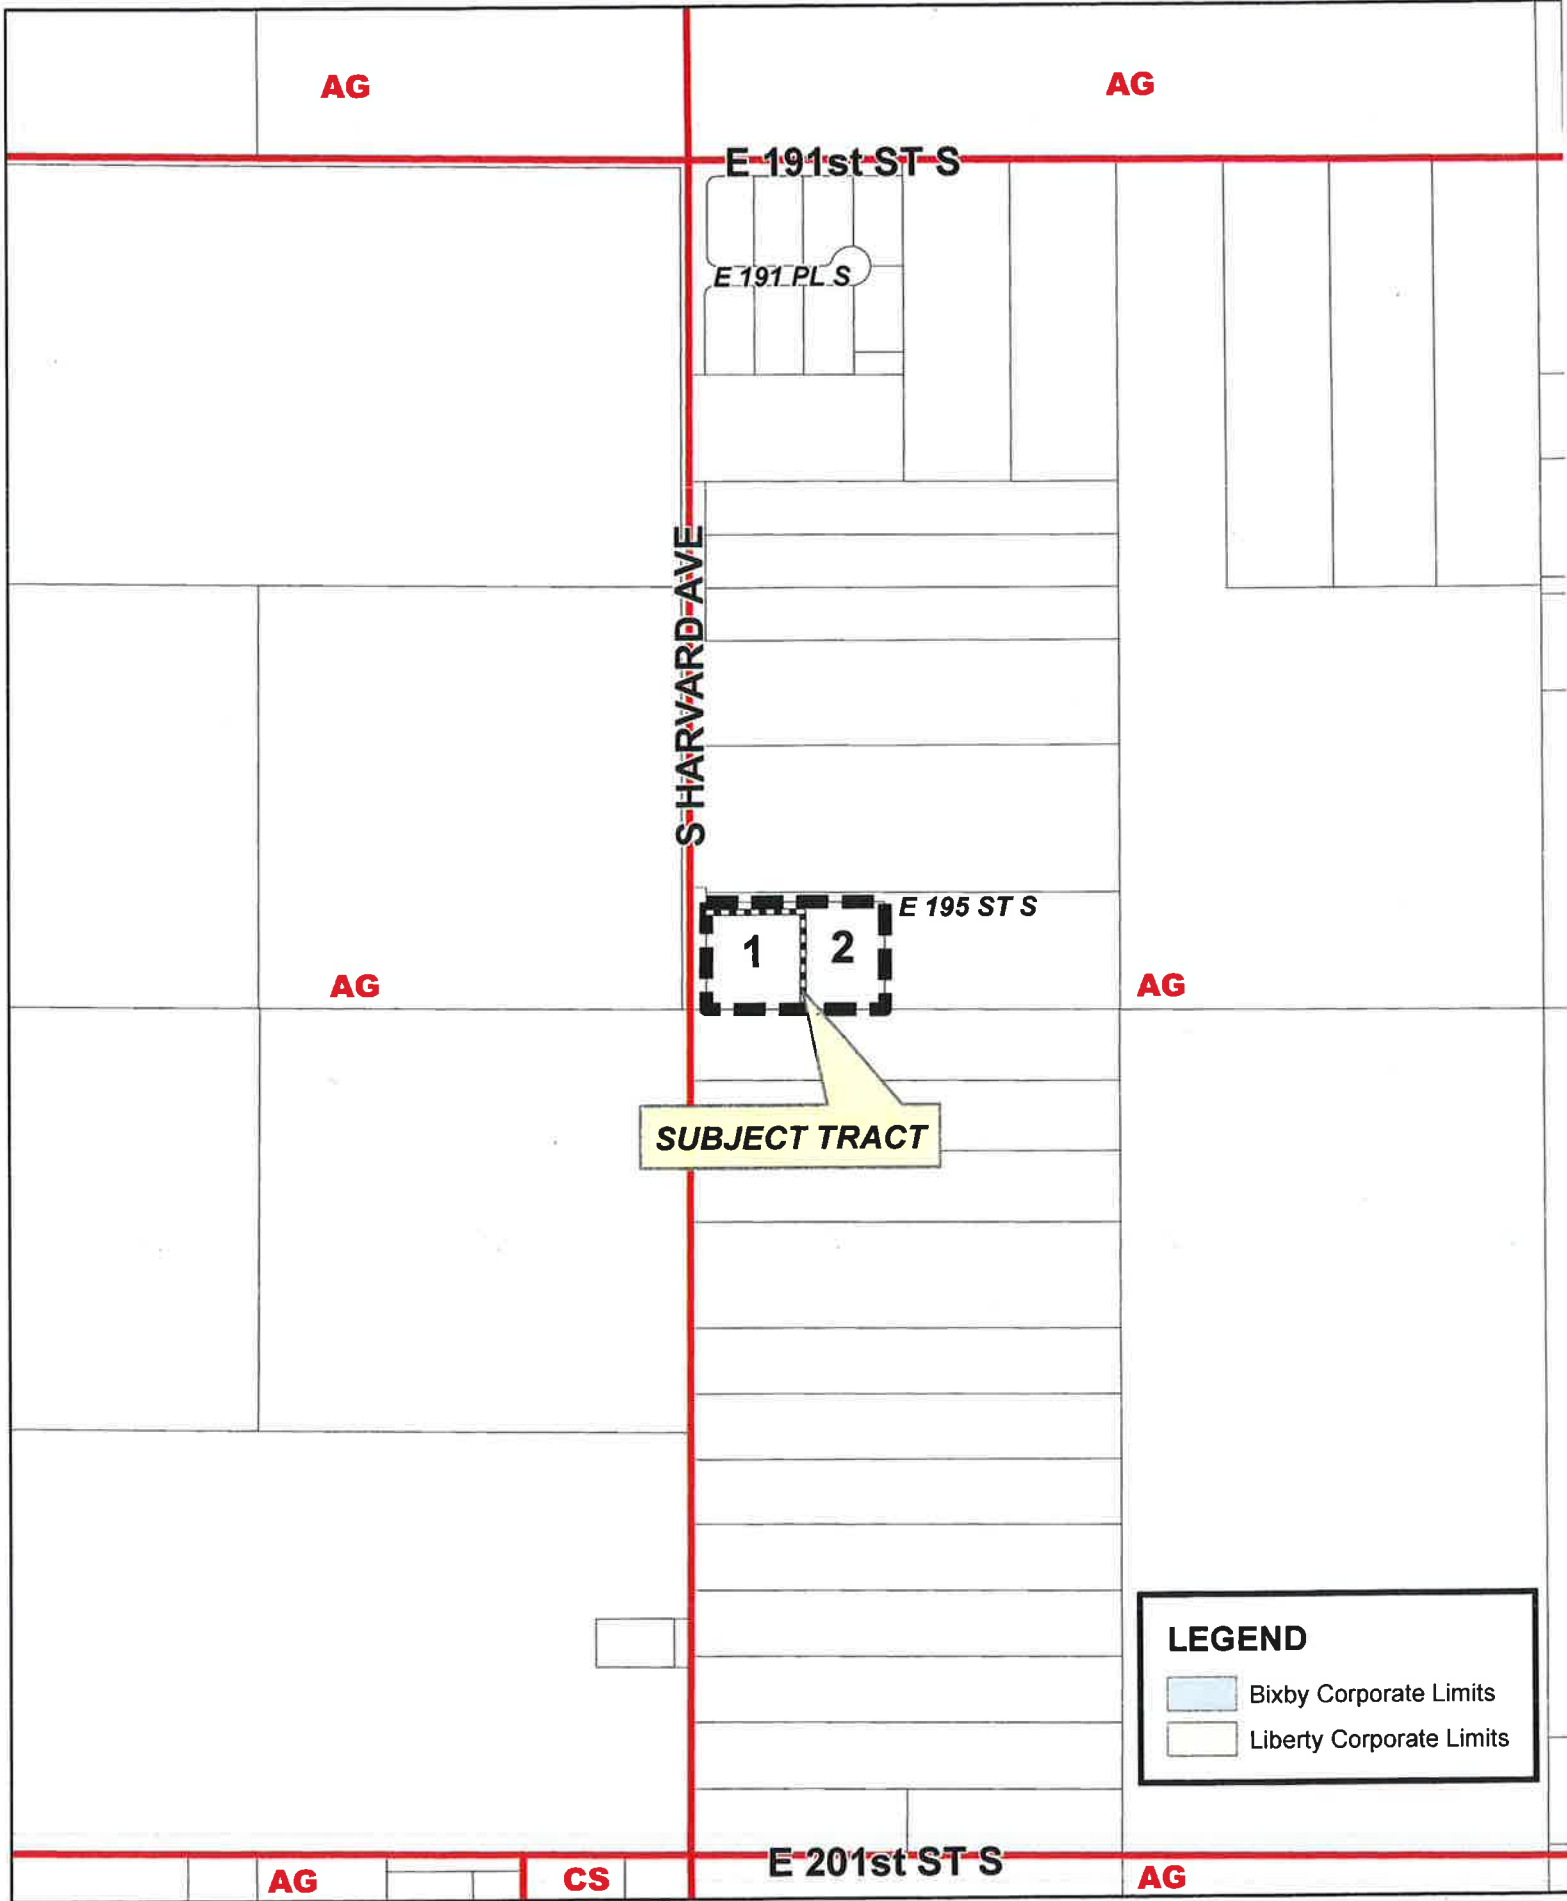 AG
AG
E 191st ST S
E 191 PL S
S HARVARD AVE
E 195 ST S
1
2
AG
AG
SUBJECT TRACT
LEGEND
Bixby Corporate Limits
Liberty Corporate Limits
E 201st ST S
AG
CS
AG